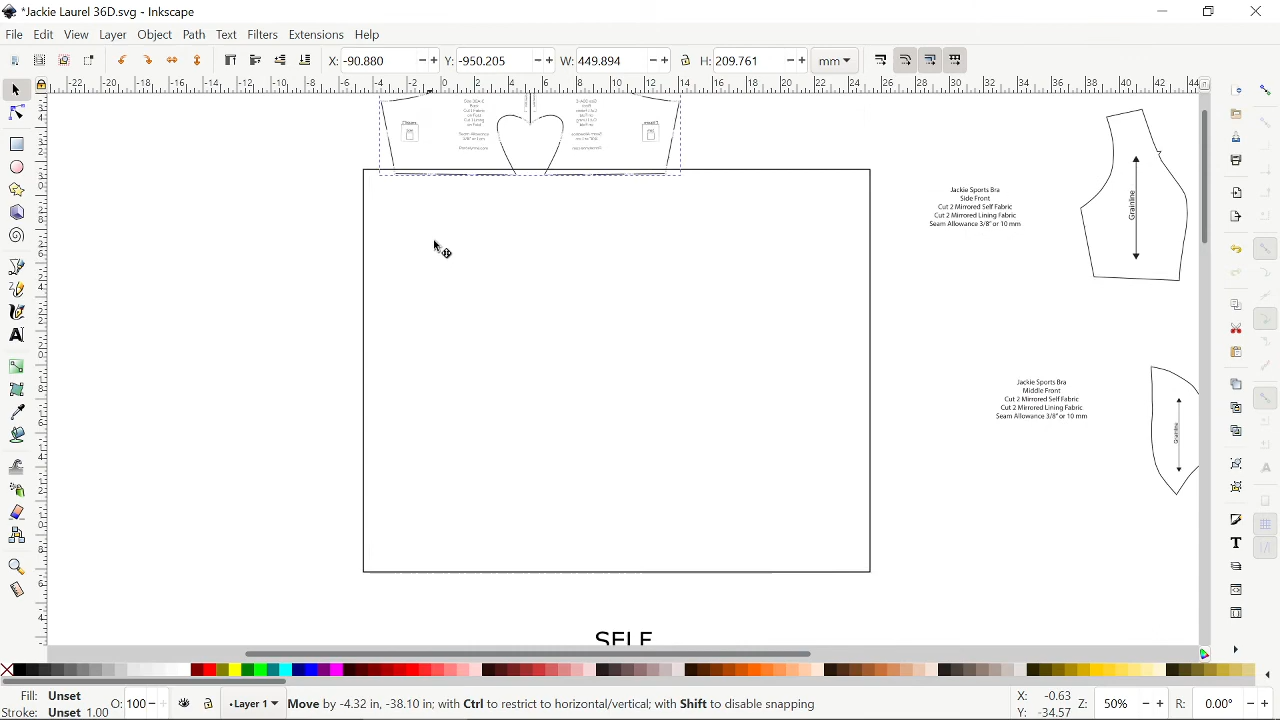 *Jackie Laurel 36D.svg - Inkscape
File Edit View Layer Object Path Text Filters Extensions Help
X: -90.880 Y: -950.205 W: 449.894 H: 209.761 mm
Jackie Sports Bra
Side Front
Cut 2 Mirrored Self Fabric
Cut 2 Mirrored Lining Fabric
Seam Allowance 3/8" or 10 mm
Grainline
Jackie Sports Bra
Middle Front
Cut 2 Mirrored Self Fabric
Cut 2 Mirrored Lining Fabric
Seam Allowance 3/8" or 10 mm
Grainline
SELF
Fill: Unset
Stroke: Unset 1.00
O: 100
Layer 1
Move by -4.32 in, -38.10 in; with Ctrl to restrict to horizontal/vertical; with Shift to disable snapping
X: -0.63
Y: -34.57
Z: 50%
R: 0.00°